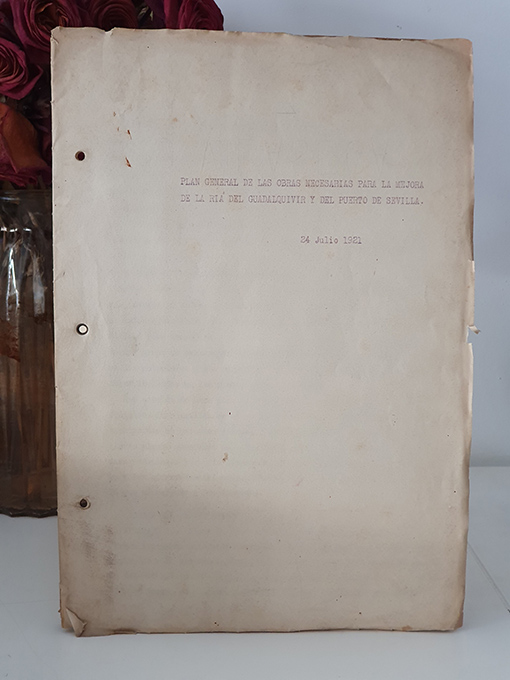 PLAN GENERAL DE LAS OBRAS NECESARIAS PARA LA MEJORA
DE LA RIA DEL GUADALQUIVIR Y DEL PUERTO DE SEVILLA.
24 Julio 1931